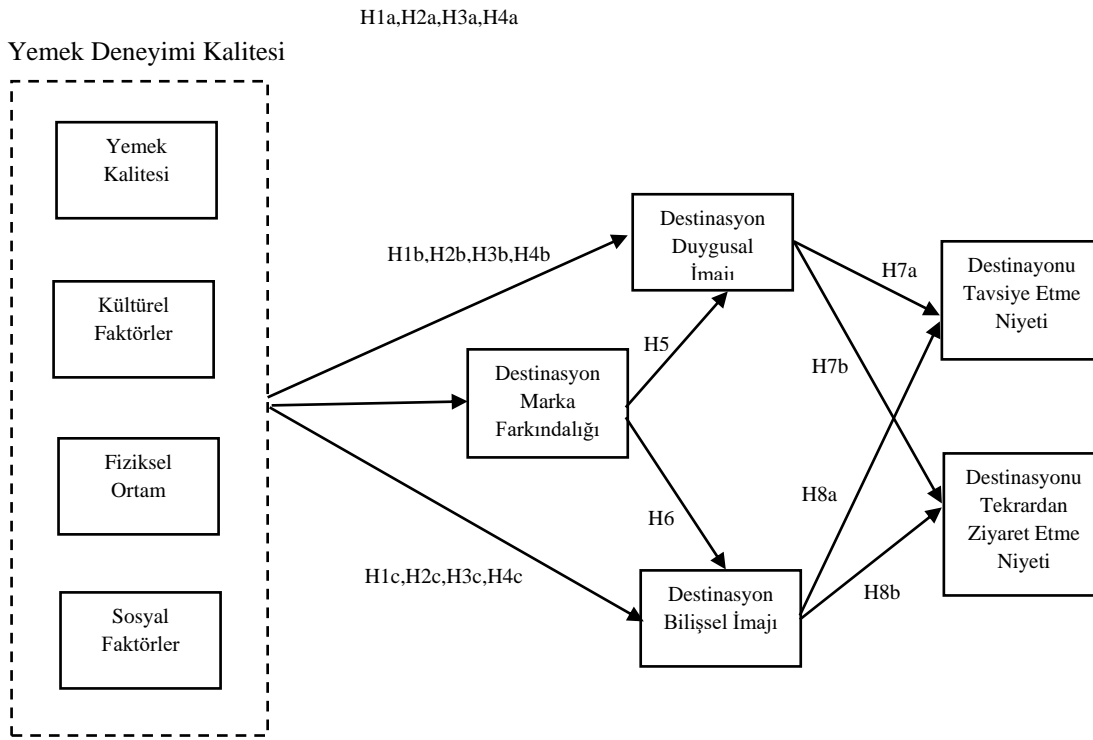 H1a,H2a,H3a,H4a
Yemek Deneyimi Kalitesi
Yemek
Kalitesi
Kültürel
Faktörler
Fiziksel
Ortam
Sosyal
Faktörler
H1b,H2b,H3b,H4b
H1c,H2c,H3c,H4c
Destinasyon
Marka
Farkındalığı
H5
H6
Destinasyon
Duygusal
İmajı
Destinasyon
Bilişsel İmajı
H7a
H7b
H8a
H8b
Destinayonu
Tavsiye Etme
Niyeti
Destinasyonu
Tekrardan
Ziyaret Etme
Niyeti